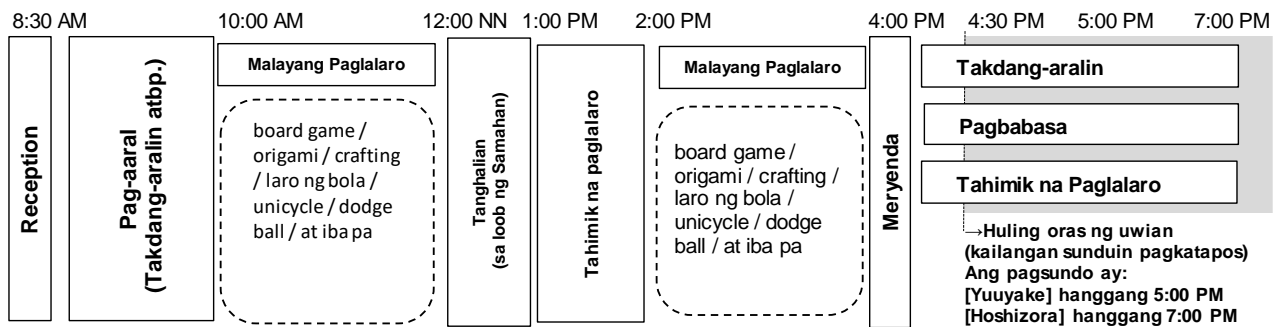 8:30 AM
10:00 AM
12:00 NN
1:00 PM
2:00 PM
4:00 PM
4:30 PM
5:00 PM
7:00 PM
Reception
Pag-aaral
(Takdang-aralin atbp.)
Malayang Paglalaro
board game /
origami / crafting
/ laro ng bola /
unicycle / dodge
ball / at iba pa
Tanghalian
(sa loob ng Samahan)
Tahimik na paglalaro
Malayang Paglalaro
board game /
origami / crafting /
laro ng bola /
unicycle / dodge
ball / at iba pa
Meryenda
Takdang-aralin
Pagbabasa
Tahimik na Paglalaro
→Huling oras ng uwian
(kailangan sunduin pagkatapos)
Ang pagsundo ay:
[Yuuyake] hanggang 5:00 PM
[Hoshizora] hanggang 7:00 PM